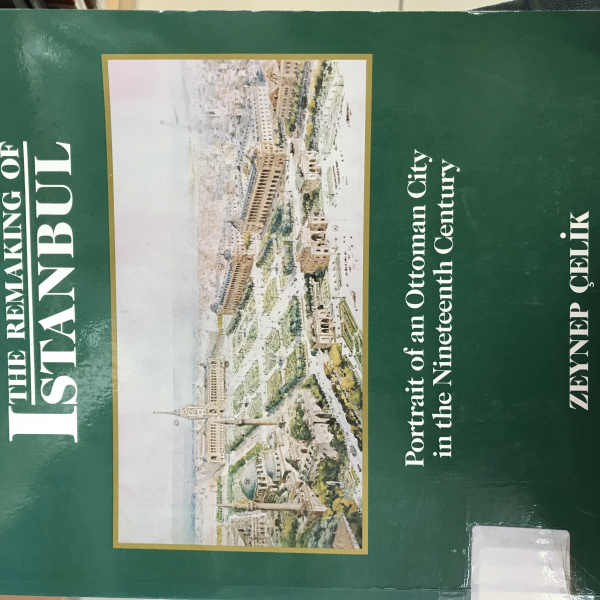 THE REMAKING OF
ISTANBUL
Portrait of an Ottoman City
in the Nineteenth Century
ZEYNEP ÇELİK